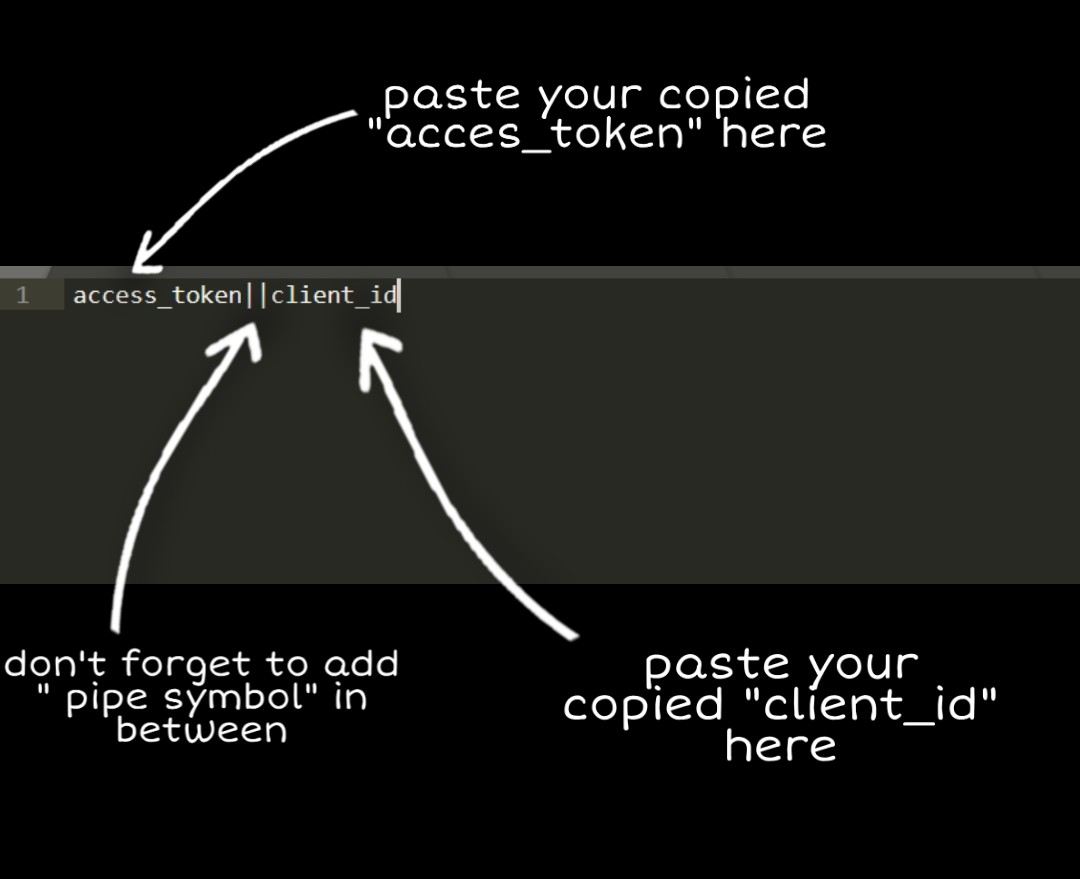 paste your copied
"acces_token" here
1 access_token||client_id
don't forget to add
" pipe symbol" in
between
paste your
copied "client_id"
here